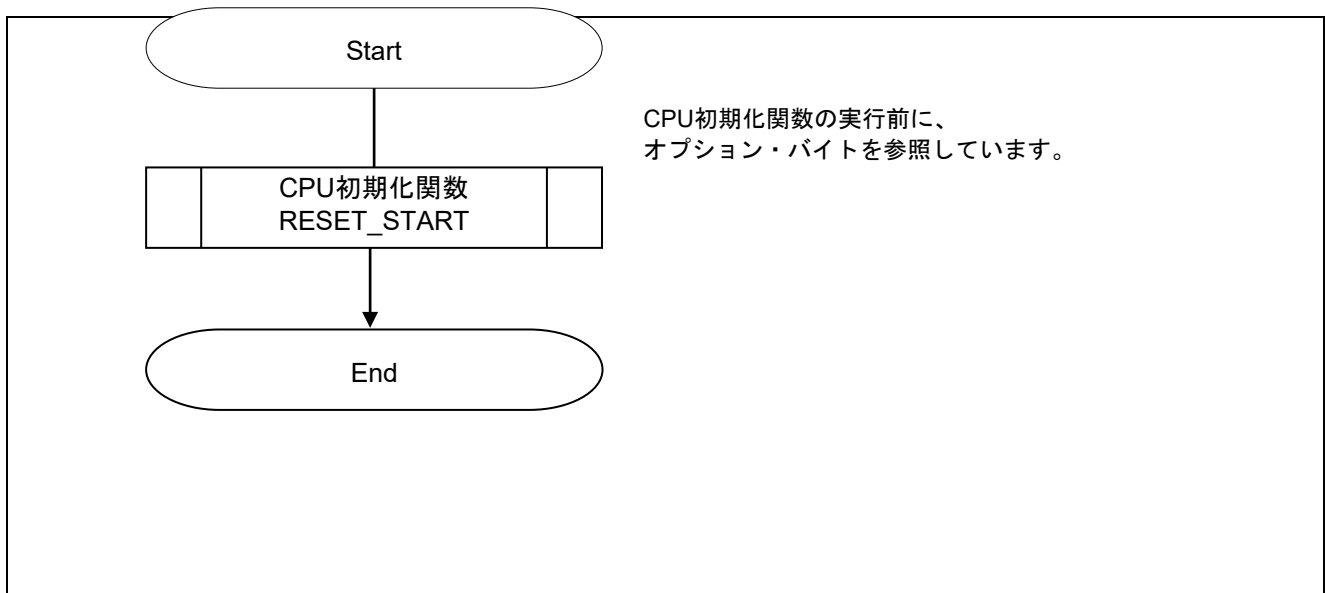 Start
CPU初期化関数の実行前に、
オプション・バイトを参照しています。
CPU初期化関数
RESET_START
End